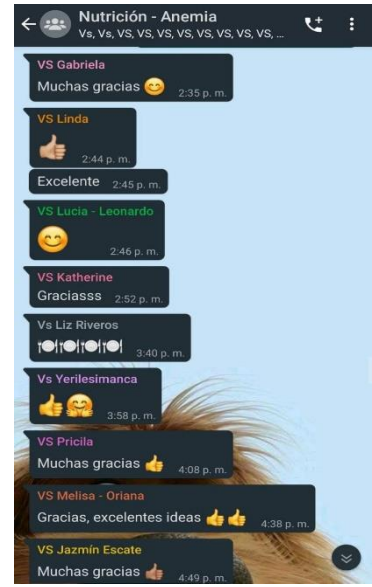 Nutrición - Anemia
Vs, Vs, VS, VS, VS, VS, VS, VS, VS, VS, ...
VS Gabriela
Muchas gracias 😊
2:35 p. m.
VS Linda
👍🏼
2:44 p. m.
Excelente 2:45 p. m.
VS Lucia - Leonardo
😊
2:46 p. m.
VS Katherine
Graciasss 2:52 p. m.
Vs Liz Riveros
🍽️🍽️🍽️🍽️ 3:40 p. m.
Vs Yerilesimanca
👍🤗 3:58 p. m.
VS Pricila
Muchas gracias 👍 4:08 p. m.
VS Melisa - Oriana
Gracias, excelentes ideas 👍👍 4:38 p. m.
VS Jazmín Escate
Muchas gracias 👍🏽 4:49 p. m.